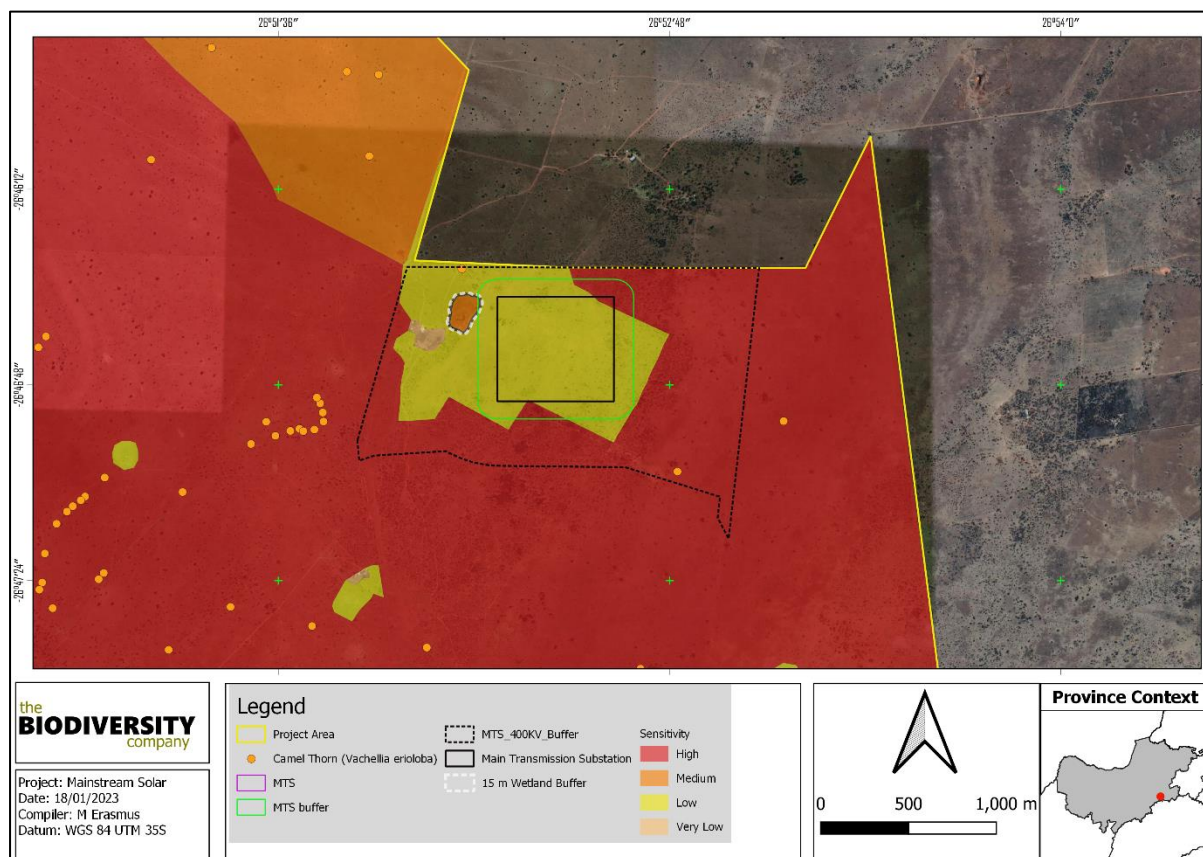 26°51'36"
26°52'48"
26°54'0"
-26°46'12"
-26°46'48"
-26°47'24"
the
BIODIVERSITY
company
Project: Mainstream Solar
Date: 18/01/2023
Compiler: M Erasmus
Datum: WGS 84 UTM 35S
Legend
Project Area
Camel Thorn (Vachellia erioloba)
MTS
MTS buffer
MTS_400KV_Buffer
Main Transmission Substation
15 m Wetland Buffer
Sensitivity
High
Medium
Low
Very Low
0 500 1,000 m
Province Context